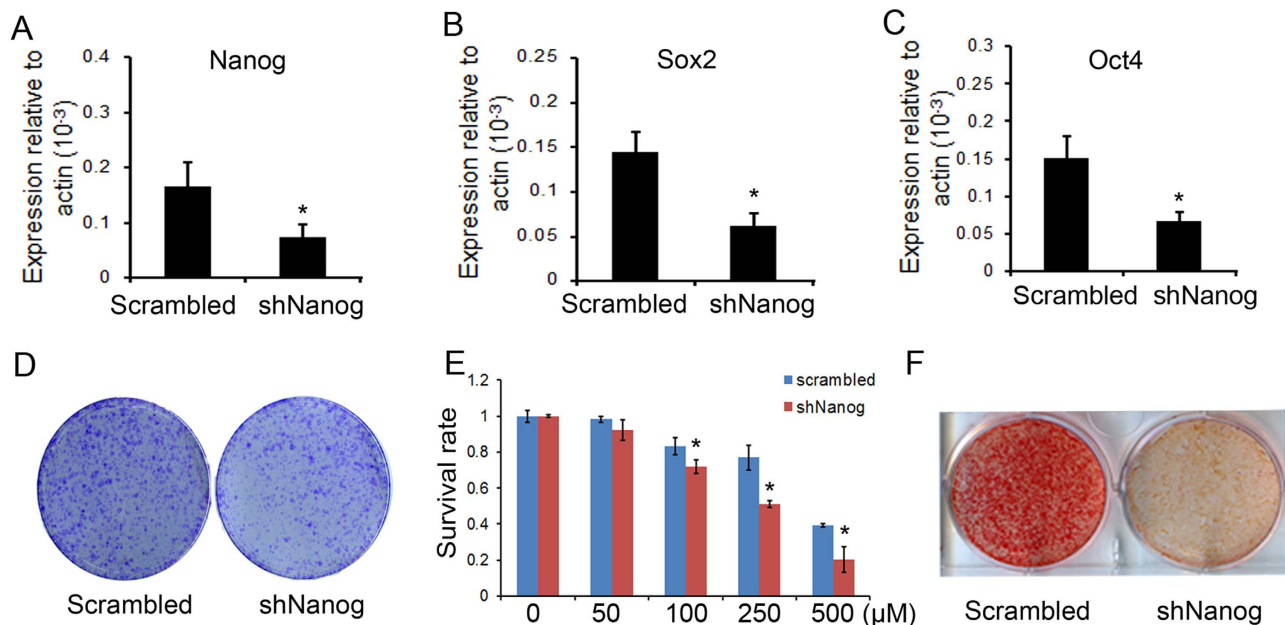 A
Nanog
Expression relative to
actin (10-3)
0.4
0.3
0.2
0.1
0
*
Scrambled shNanog
B
Sox2
Expression relative to
actin (10-3)
0.25
0.2
0.15
0.1
0.05
0
*
Scrambled shNanog
C
Oct4
Expression relative to
actin (10-3)
0.3
0.25
0.2
0.15
0.1
0.05
0
*
Scrambled shNanog
D
Scrambled shNanog
E
Survival rate
1.2
1
0.8
0.6
0.4
0.2
0
scrambled
shNanog
* * *
0 50 100 250 500 (µM)
F
Scrambled shNanog